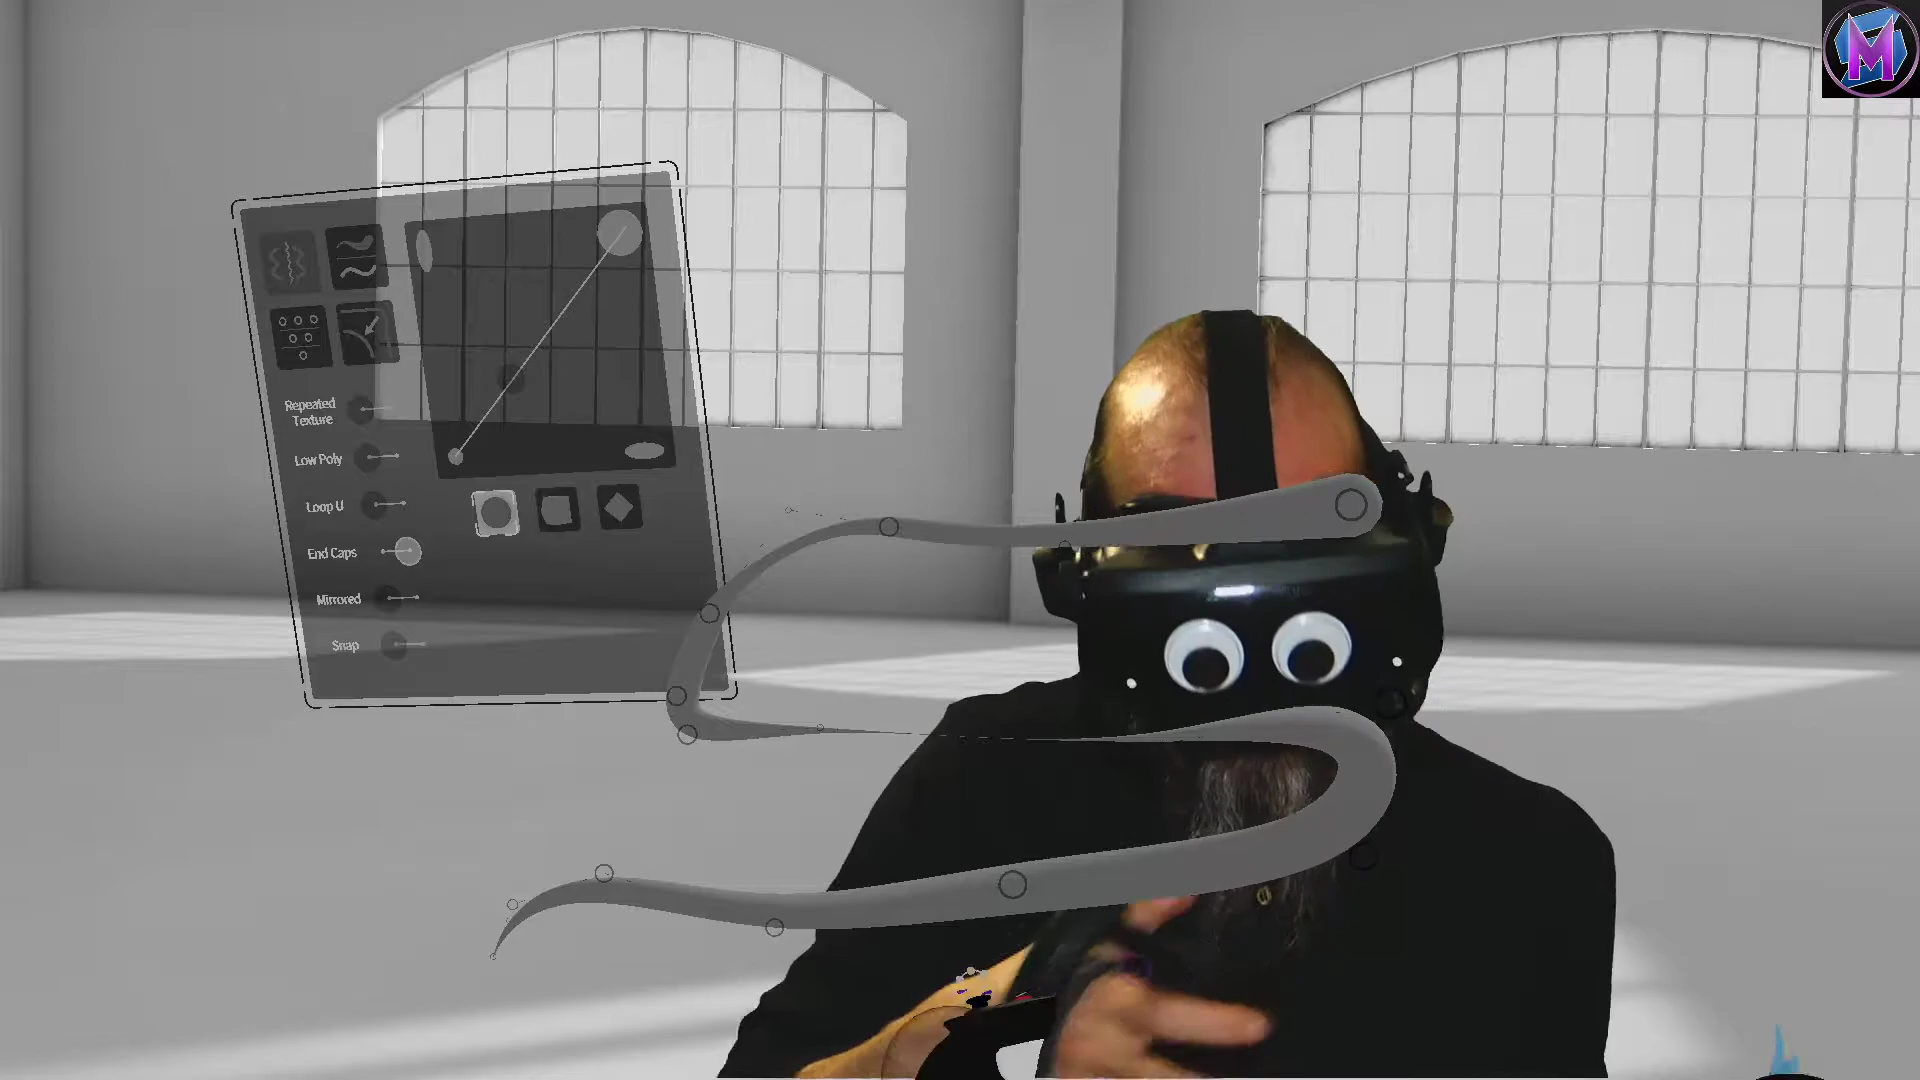 M
Repeated
Texture
Low Poly
Loop U
End Caps
Mirrored
Snap